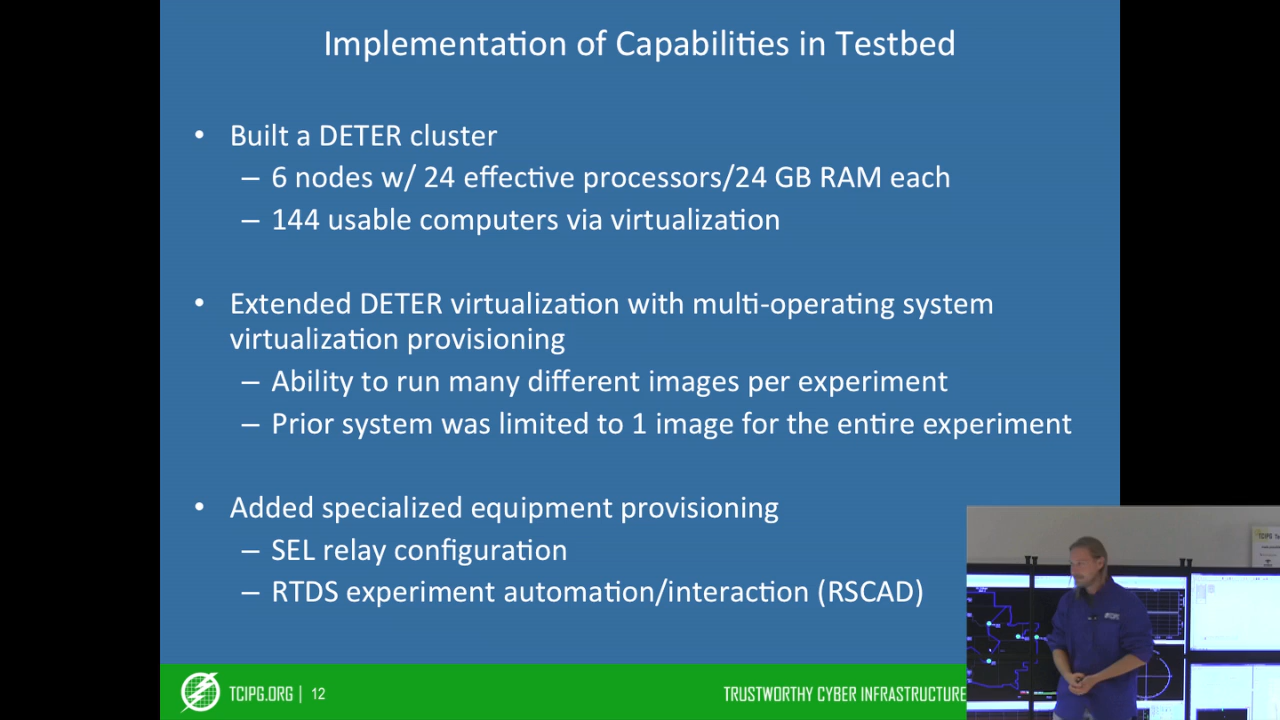 Implementation of Capabilities in Testbed
• Built a DETER cluster
– 6 nodes w/ 24 effective processors/24 GB RAM each
– 144 usable computers via virtualization
• Extended DETER virtualization with multi-operating system
virtualization provisioning
– Ability to run many different images per experiment
– Prior system was limited to 1 image for the entire experiment
• Added specialized equipment provisioning
– SEL relay configuration
– RTDS experiment automation/interaction (RSCAD)
TCIPG.ORG | 12
TRUSTWORTHY CYBER INFRASTRUCTURE
TCIPG